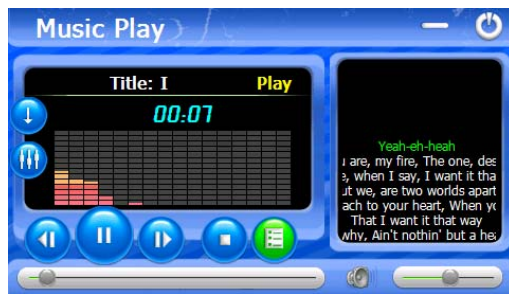 Music Play
Title: I
Play
00:07
Yeah-eh-heah
are, my fire, The one, des
, when I say, I want it tha
ut we, are two worlds apart
ach to your heart, When yo
That I want it that way
why, Ain't nothin' but a hea